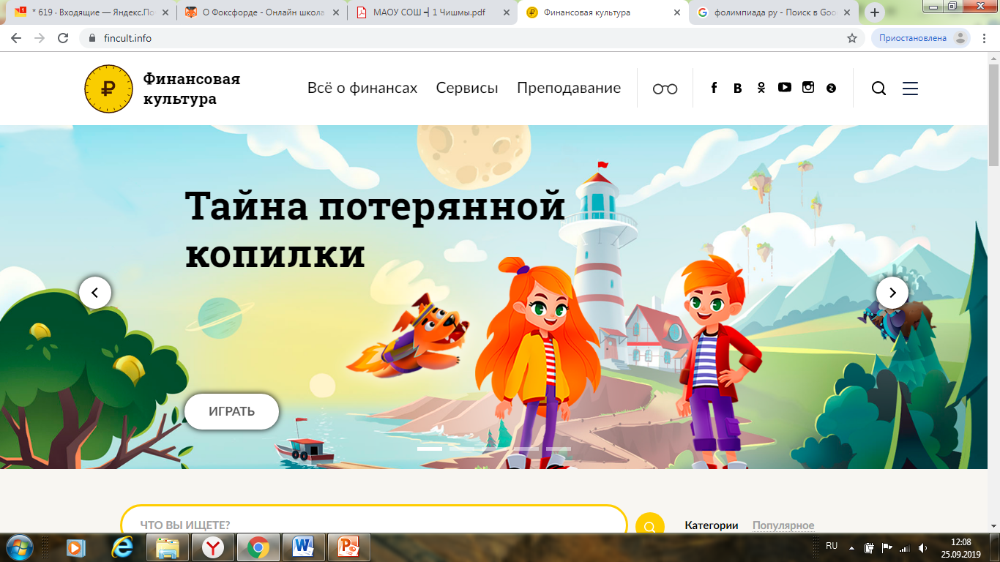 * 619 · Входящие — Яндекс.По
О Фоксфорде - Онлайн школа
МАОУ СОШ ━┥1 Чишмы.pdf
Финансовая культура
фолимпиада ру - Поиск в Goo
fincult.info
Приостановлена
Финансовая
культура
Всё о финансах
Сервисы
Преподавание
Тайна потерянной
копилки
ИГРАТЬ
ЧТО ВЫ ИЩЕТЕ?
Категории
Популярное
RU
12:08
25.09.2019